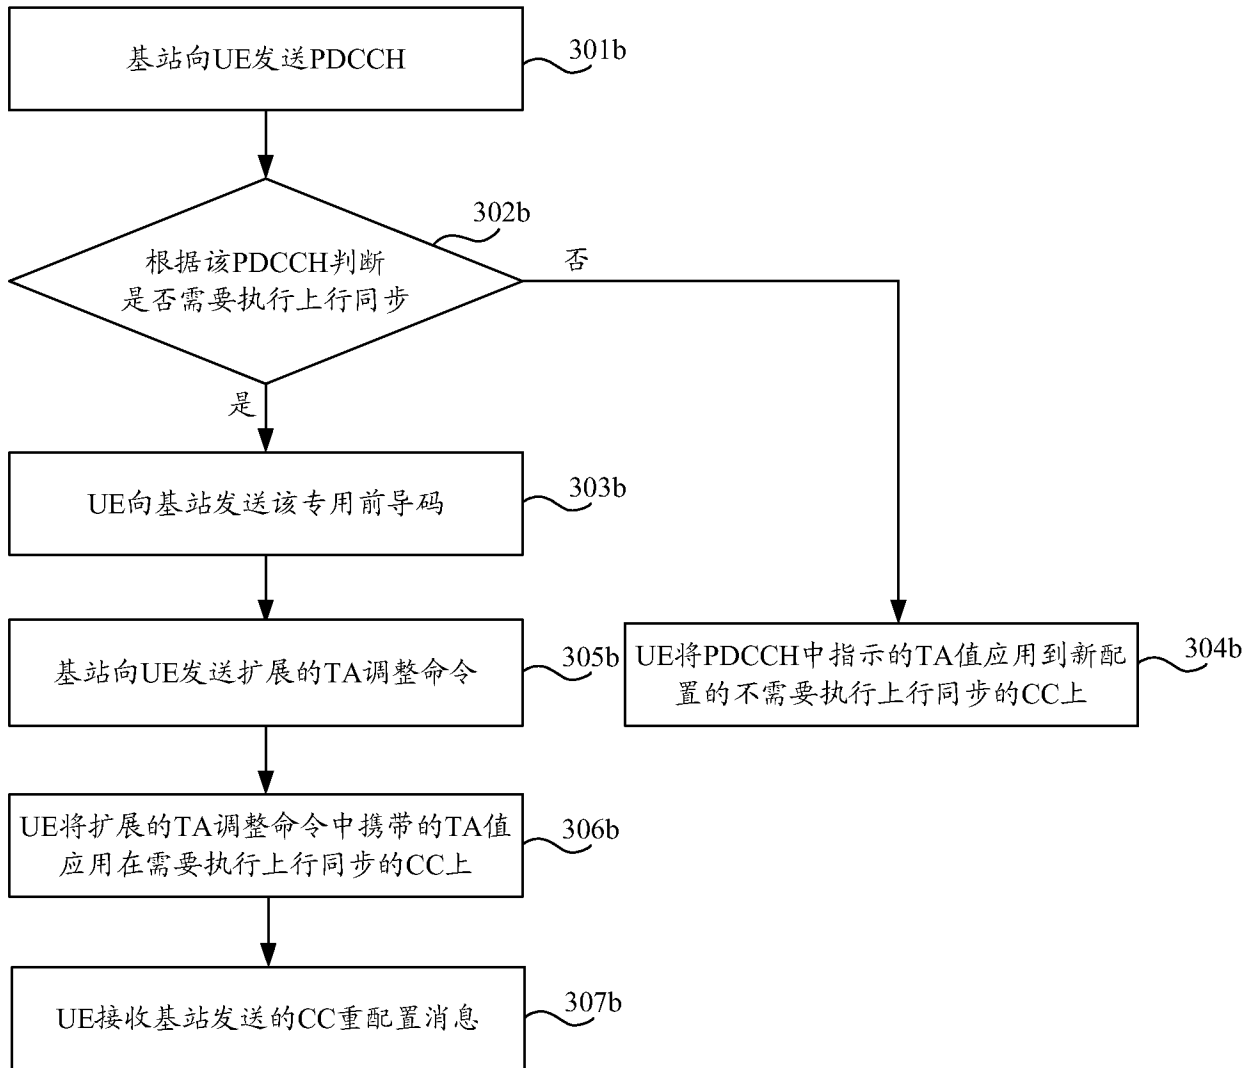 基站向UE发送PDCCH
301b
302b
根据该PDCCH判断
是否需要执行上行同步
否
是
UE向基站发送该专用前导码
303b
基站向UE发送扩展的TA调整命令
305b
UE将PDCCH中指示的TA值应用到新配
置的不需要执行上行同步的CC上
304b
UE将扩展的TA调整命令中携带的TA值
应用在需要执行上行同步的CC上
306b
UE接收基站发送的CC重配置消息
307b